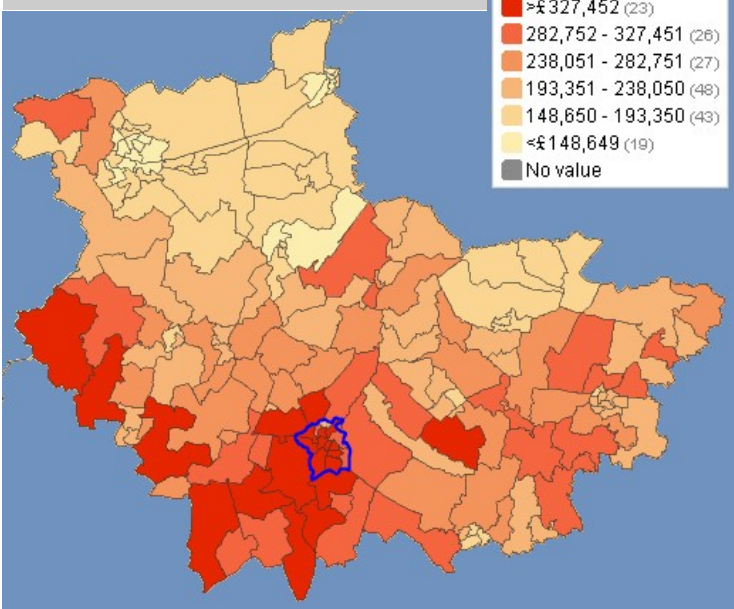 >£327,452 (23)
282,752 - 327,451 (26)
238,051 - 282,751 (27)
193,351 - 238,050 (48)
148,650 - 193,350 (43)
<£148,649 (19)
No value